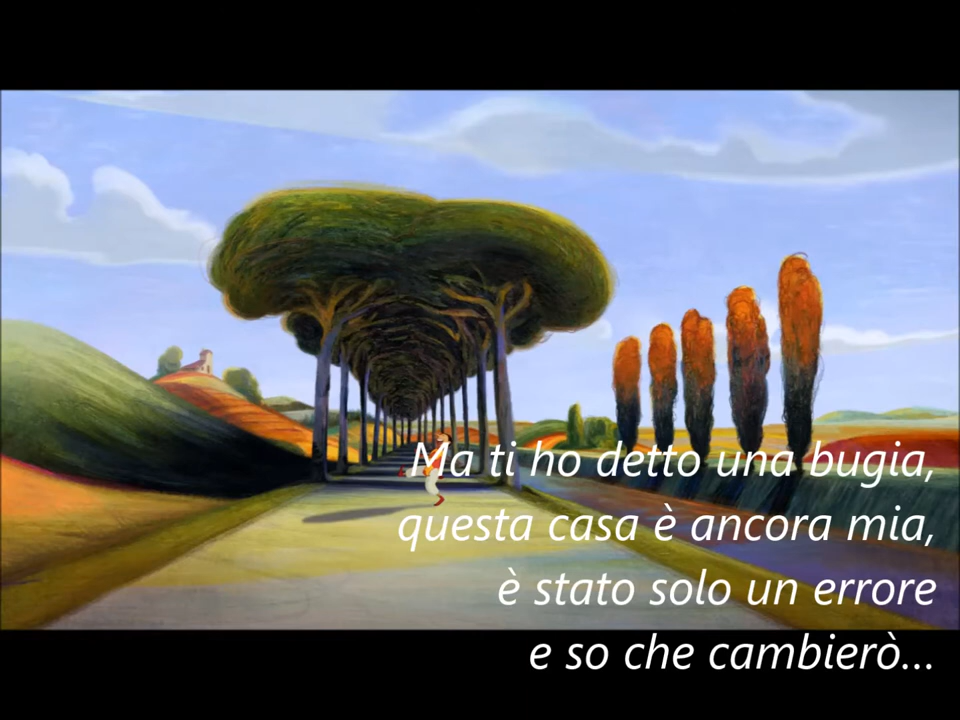 Ma ti ho detto una bugia,
questa casa è ancora mia,
è stato solo un errore
e so che cambierò...